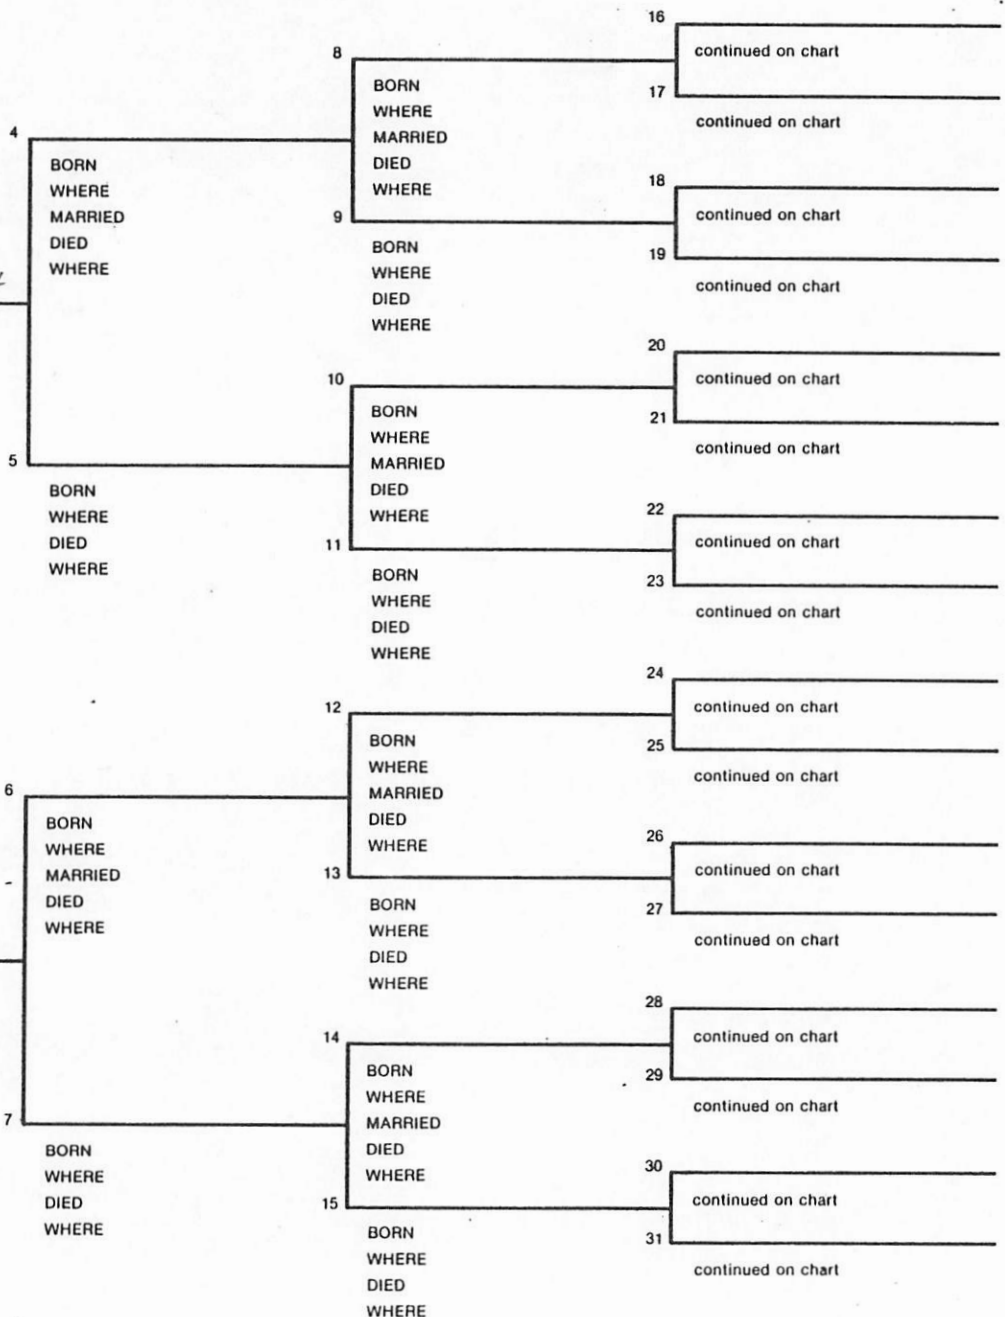 16
continued on chart
8
BORN
WHERE
MARRIED
DIED
WHERE
17
continued on chart
4
BORN
WHERE
MARRIED
DIED
WHERE
18
continued on chart
9
BORN
WHERE
DIED
WHERE
19
continued on chart
20
continued on chart
10
BORN
WHERE
MARRIED
DIED
WHERE
21
continued on chart
5
BORN
WHERE
DIED
WHERE
22
continued on chart
11
BORN
WHERE
DIED
WHERE
23
continued on chart
24
continued on chart
12
BORN
WHERE
MARRIED
DIED
WHERE
25
continued on chart
6
BORN
WHERE
MARRIED
DIED
WHERE
26
continued on chart
13
BORN
WHERE
DIED
WHERE
27
continued on chart
28
continued on chart
14
BORN
WHERE
MARRIED
DIED
WHERE
29
continued on chart
7
BORN
WHERE
DIED
WHERE
30
continued on chart
15
BORN
WHERE
DIED
WHERE
31
continued on chart